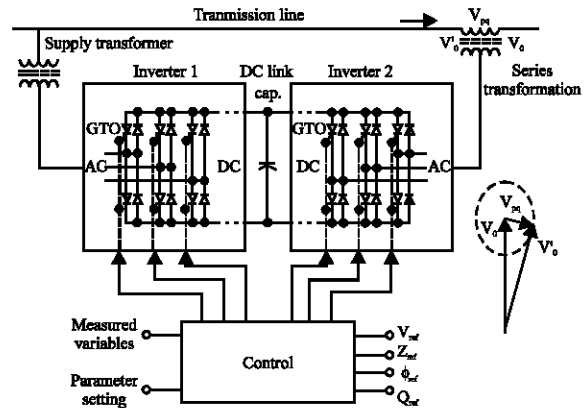 Tranmission line
Supply transformer
V_pq
V'_0
V_0
Series
transformation
Inverter 1
DC link
cap.
Inverter 2
GTO
AC
DC
GTO
DC
AC
V_pq
V_0
V'_0
Measured
variables
Parameter
setting
Control
V_ref
Z_ref
ϕ_ref
Q_ref